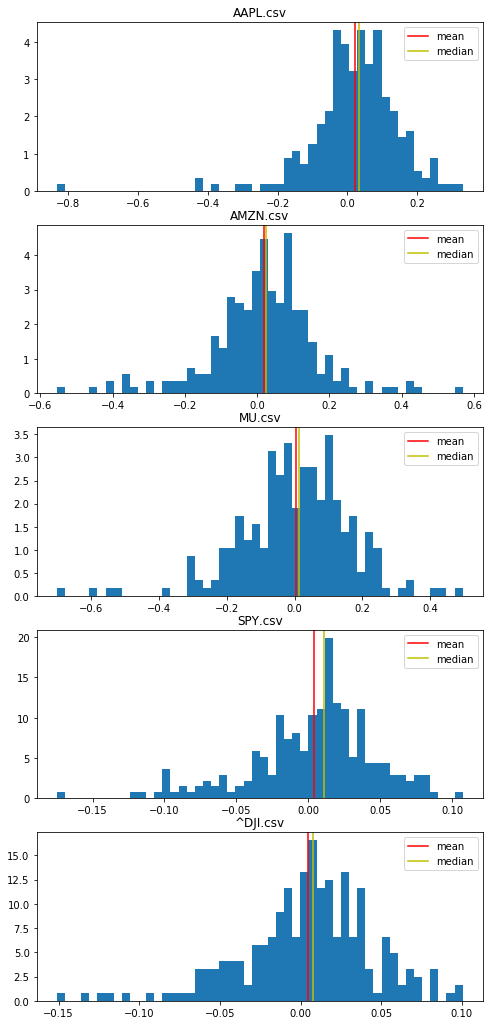 AAPL.csv
mean
median
4
3
2
1
0
−0.8 −0.6 −0.4 −0.2 0.0 0.2
AMZN.csv
mean
median
4
3
2
1
0
−0.6 −0.4 −0.2 0.0 0.2 0.4 0.6
MU.csv
mean
median
3.5
3.0
2.5
2.0
1.5
1.0
0.5
0.0
−0.6 −0.4 −0.2 0.0 0.2 0.4
SPY.csv
mean
median
20
15
10
5
0
−0.15 −0.10 −0.05 0.00 0.05 0.10
^DJI.csv
mean
median
15.0
12.5
10.0
7.5
5.0
2.5
0.0
−0.15 −0.10 −0.05 0.00 0.05 0.10